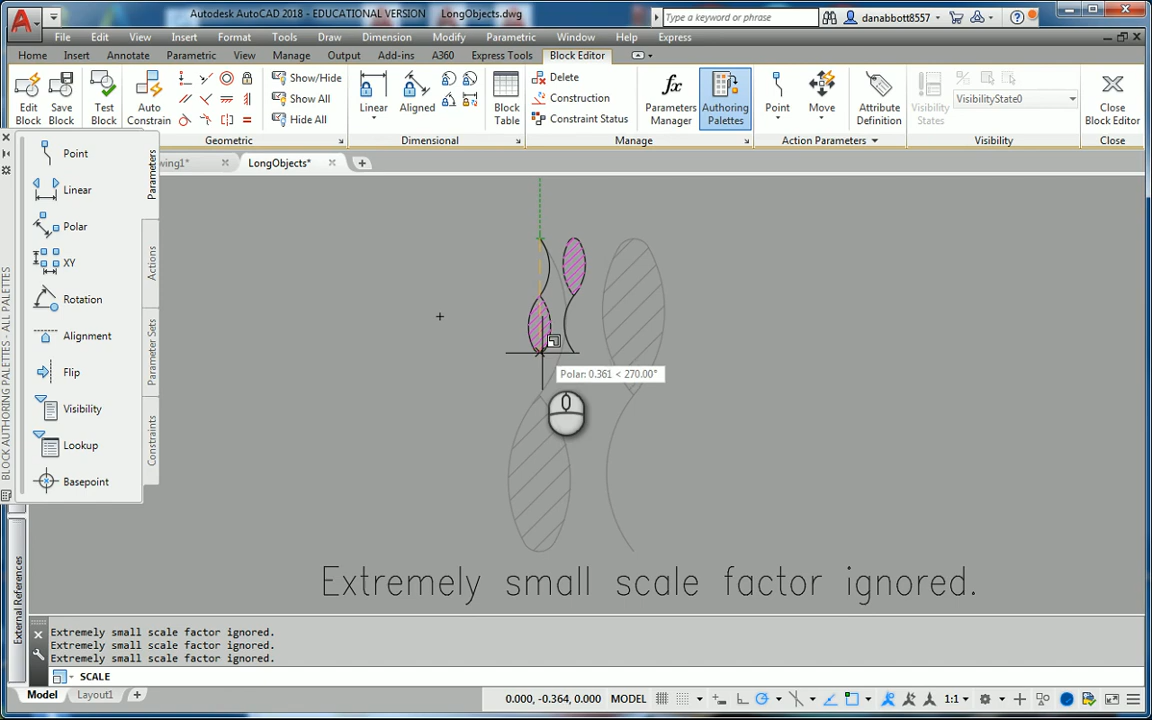 Autodesk AutoCAD 2018 - EDUCATIONAL VERSION LongObjects.dwg
Type a keyword or phrase
danabbott8557
File Edit View Insert Format Tools Draw Dimension Modify Parametric Window Help Express
Home Insert Annotate Parametric View Manage Output Add-ins A360 Express Tools Block Editor
Edit Block
Save Block
Test Block
Auto Constrain
Show/Hide
Show All
Hide All
Linear
Aligned
Block Table
Delete
Construction
Constraint Status
Parameters Manager
Authoring Palettes
Point
Move
Attribute Definition
Visibility States
VisibilityState0
Close Block Editor
Geometric
Dimensional
Manage
Action Parameters
Visibility
Close
wing1*
LongObjects*
Point
Linear
Polar
XY
Rotation
Alignment
Flip
Visibility
Lookup
Basepoint
Parameters
Actions
Parameter Sets
Constraints
BLOCK AUTHORING PALETTES - ALL PALETTES
External References
Polar: 0.361 < 270.00°
Extremely small scale factor ignored.
Extremely small scale factor ignored.
Extremely small scale factor ignored.
Extremely small scale factor ignored.
SCALE
Model Layout1
0.000, -0.364, 0.000 MODEL
1:1